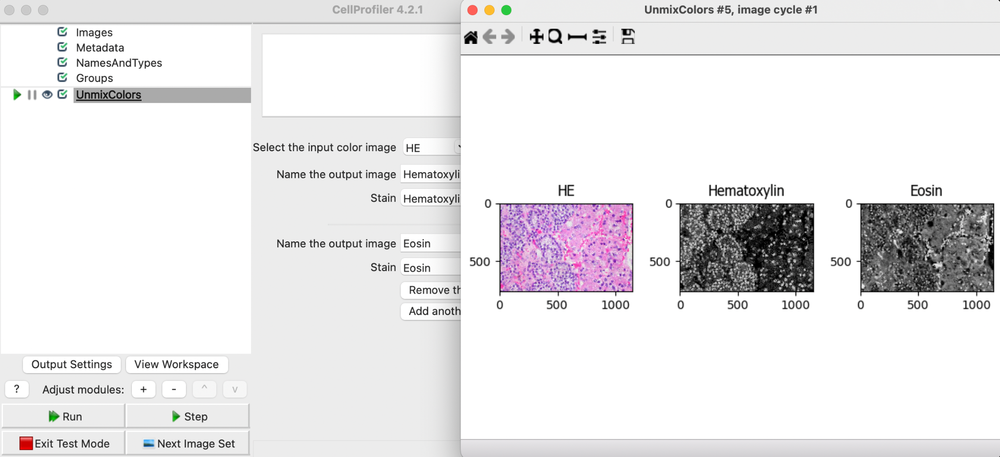 CellProfiler 4.2.1
Images
Metadata
NamesAndTypes
Groups
UnmixColors
Output Settings
View Workspace
?
Adjust modules:
+
-
^
v
Run
Step
Exit Test Mode
Next Image Set
Select the input color image HE
Name the output image Hematoxyli
Stain Hematoxyli
Name the output image Eosin
Stain Eosin
Remove th
Add anoth
UnmixColors #5, image cycle #1
HE
0
500
0 500 1000
Hematoxylin
0
500
0 500 1000
Eosin
0
500
0 500 1000